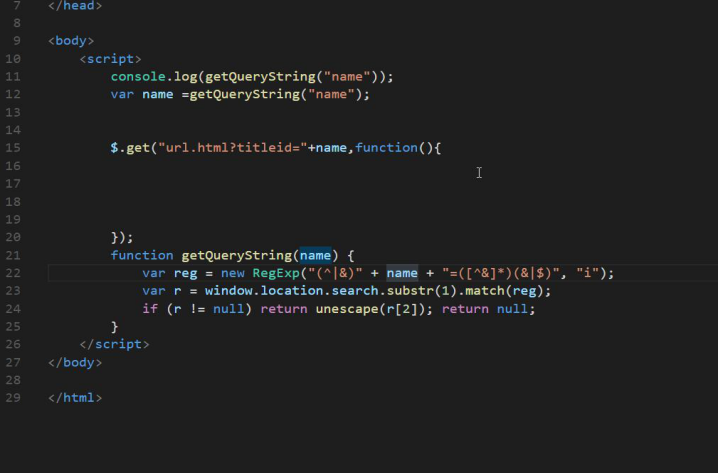 7 </head>
8
9 <body>
10 <script>
11 console.log(getQueryString("name"));
12 var name =getQueryString("name");
13
14
15 $.get("url.html?titleid="+name,function(){
16
17
18
19
20 });
21 function getQueryString(name) {
22 var reg = new RegExp("(^|&)" + name + "=([^&]*)(&|$)", "i");
23 var r = window.location.search.substr(1).match(reg);
24 if (r != null) return unescape(r[2]); return null;
25 }
26 </script>
27 </body>
28
29 </html>